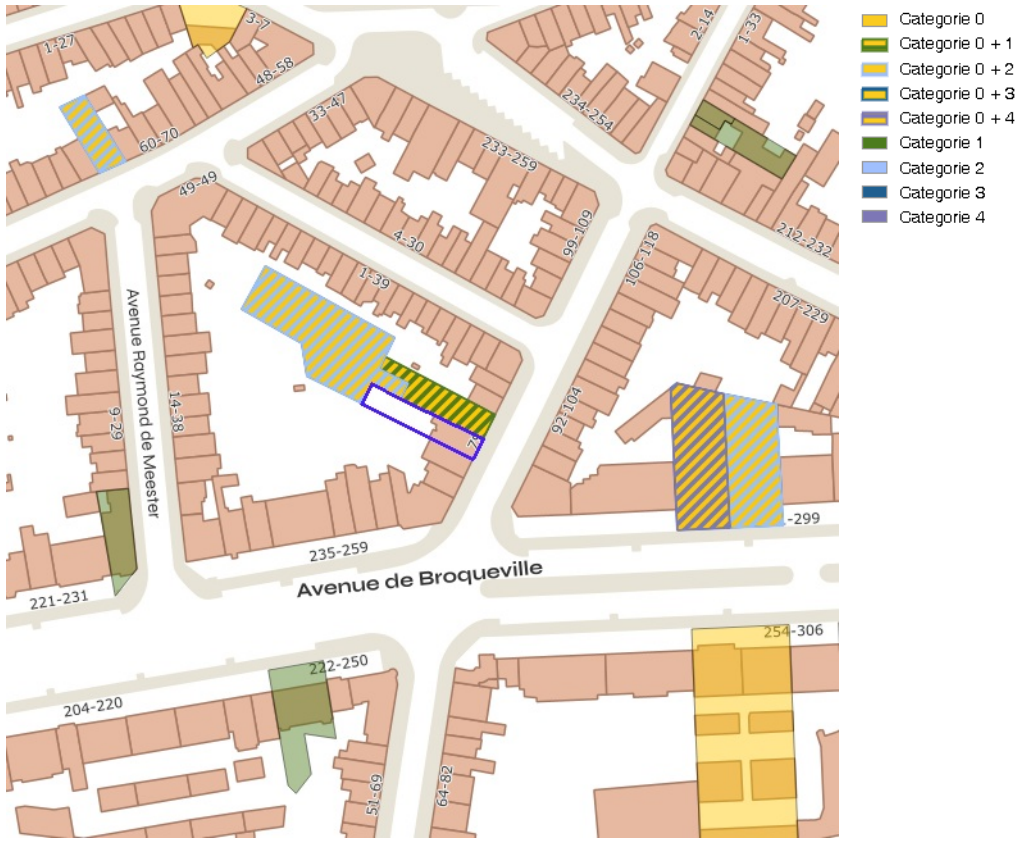 1-27
3-7
48-58
60-70
33-47
2-14
1-33
234-254
233-259
212-232
49-49
4-30
99-109
106-118
1-39
207-229
Avenue Raymond de Meester
9-29
14-38
92-104
235-259
-299
Avenue de Broqueville
221-231
222-250
204-220
254-306
51-69
64-82
Categorie 0
Categorie 0 + 1
Categorie 0 + 2
Categorie 0 + 3
Categorie 0 + 4
Categorie 1
Categorie 2
Categorie 3
Categorie 4